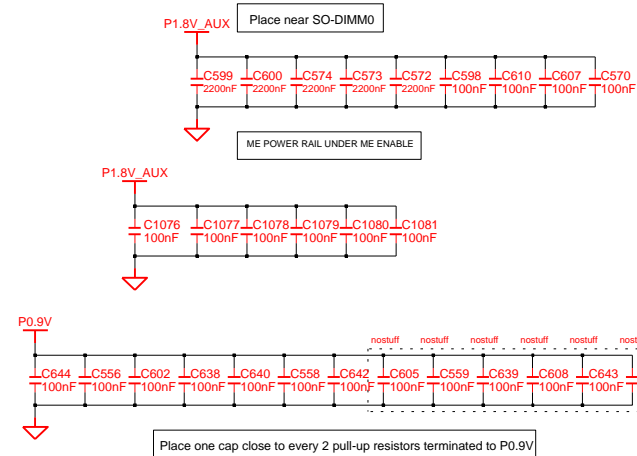 Place near SO-DIMM0
P1.8V_AUX
C599 C600 C574 C573 C572 C598 C610 C607 C570
2200nF 2200nF 2200nF 2200nF 2200nF 100nF 100nF 100nF 100nF
ME POWER RAIL UNDER ME ENABLE
P1.8V_AUX
C1076 C1077 C1078 C1079 C1080 C1081
100nF 100nF 100nF 100nF 100nF 100nF
P0.9V
nostuff nostuff nostuff nostuff nostuff
C644 C556 C602 C638 C640 C558 C642 C605 C559 C639 C608 C643
100nF 100nF 100nF 100nF 100nF 100nF 100nF 100nF 100nF 100nF 100nF 100nF
Place one cap close to every 2 pull-up resistors terminated to P0.9V